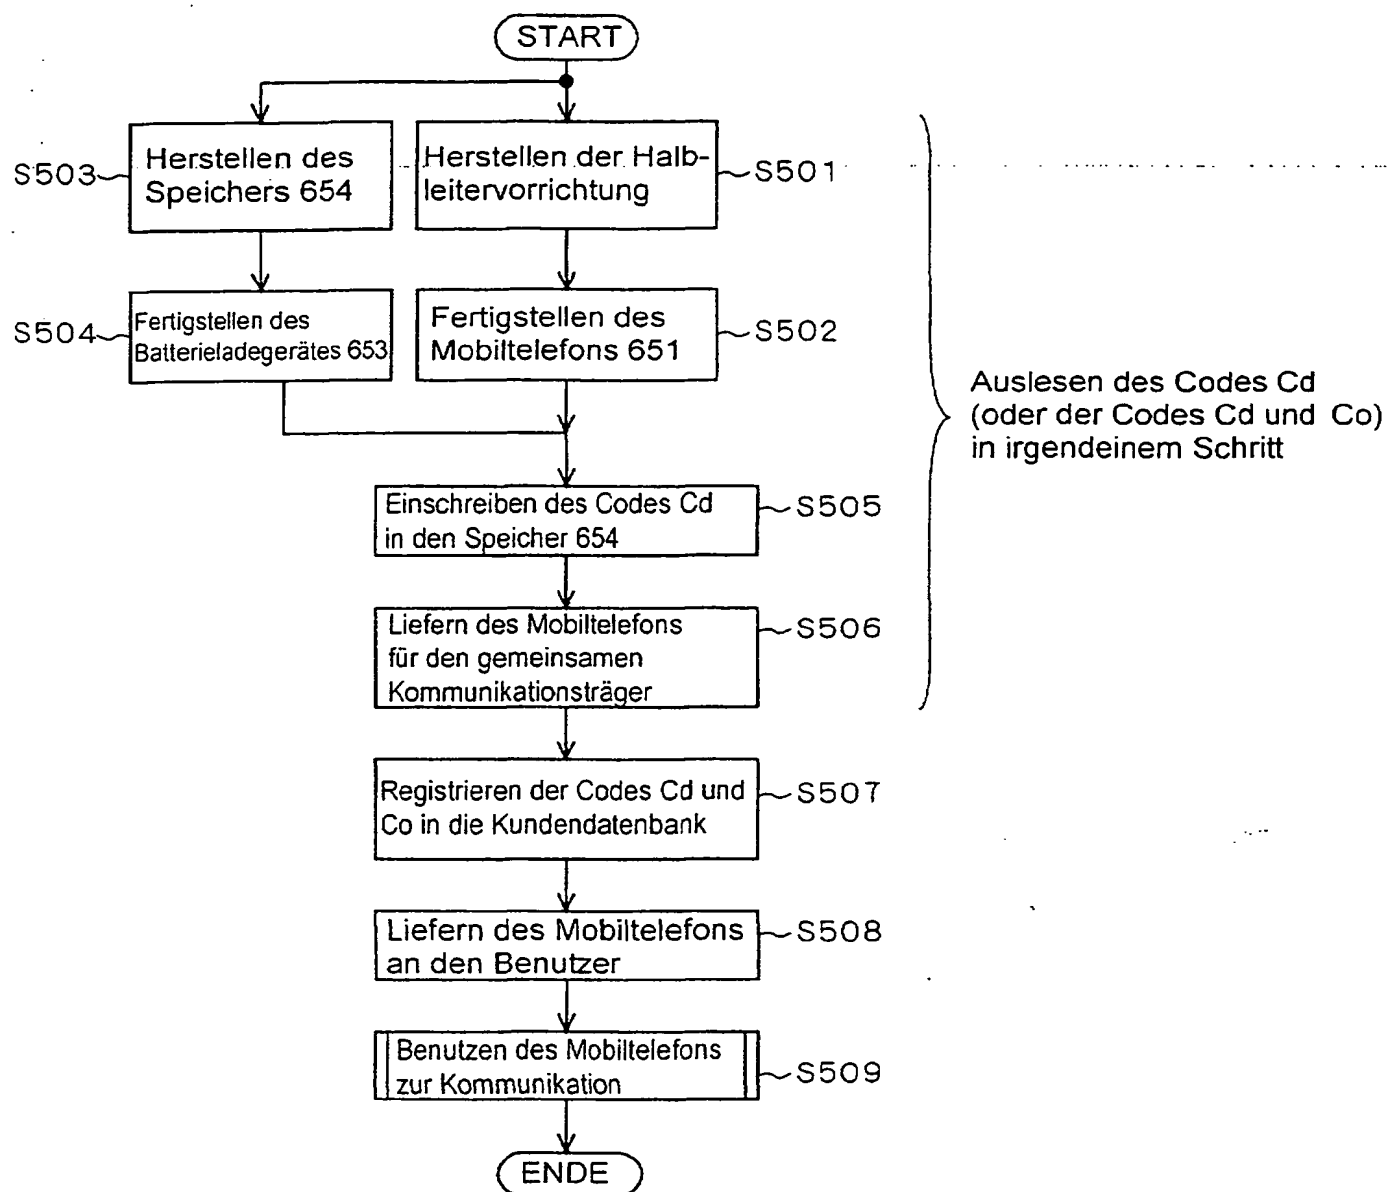 START
S503
Herstellen des
Speichers 654
Herstellen der Halb-
leitervorrichtung
S501
S504
Fertigstellen des
Batterieladegerätes 653
Fertigstellen des
Mobiltelefons 651
S502
Auslesen des Codes Cd
(oder der Codes Cd und Co)
in irgendeinem Schritt
Einschreiben des Codes Cd
in den Speicher 654
S505
Liefern des Mobiltelefons
für den gemeinsamen
Kommunikationsträger
S506
Registrieren der Codes Cd und
Co in die Kundendatenbank
S507
Liefern des Mobiltelefons
an den Benutzer
S508
Benutzen des Mobiltelefons
zur Kommunikation
S509
ENDE